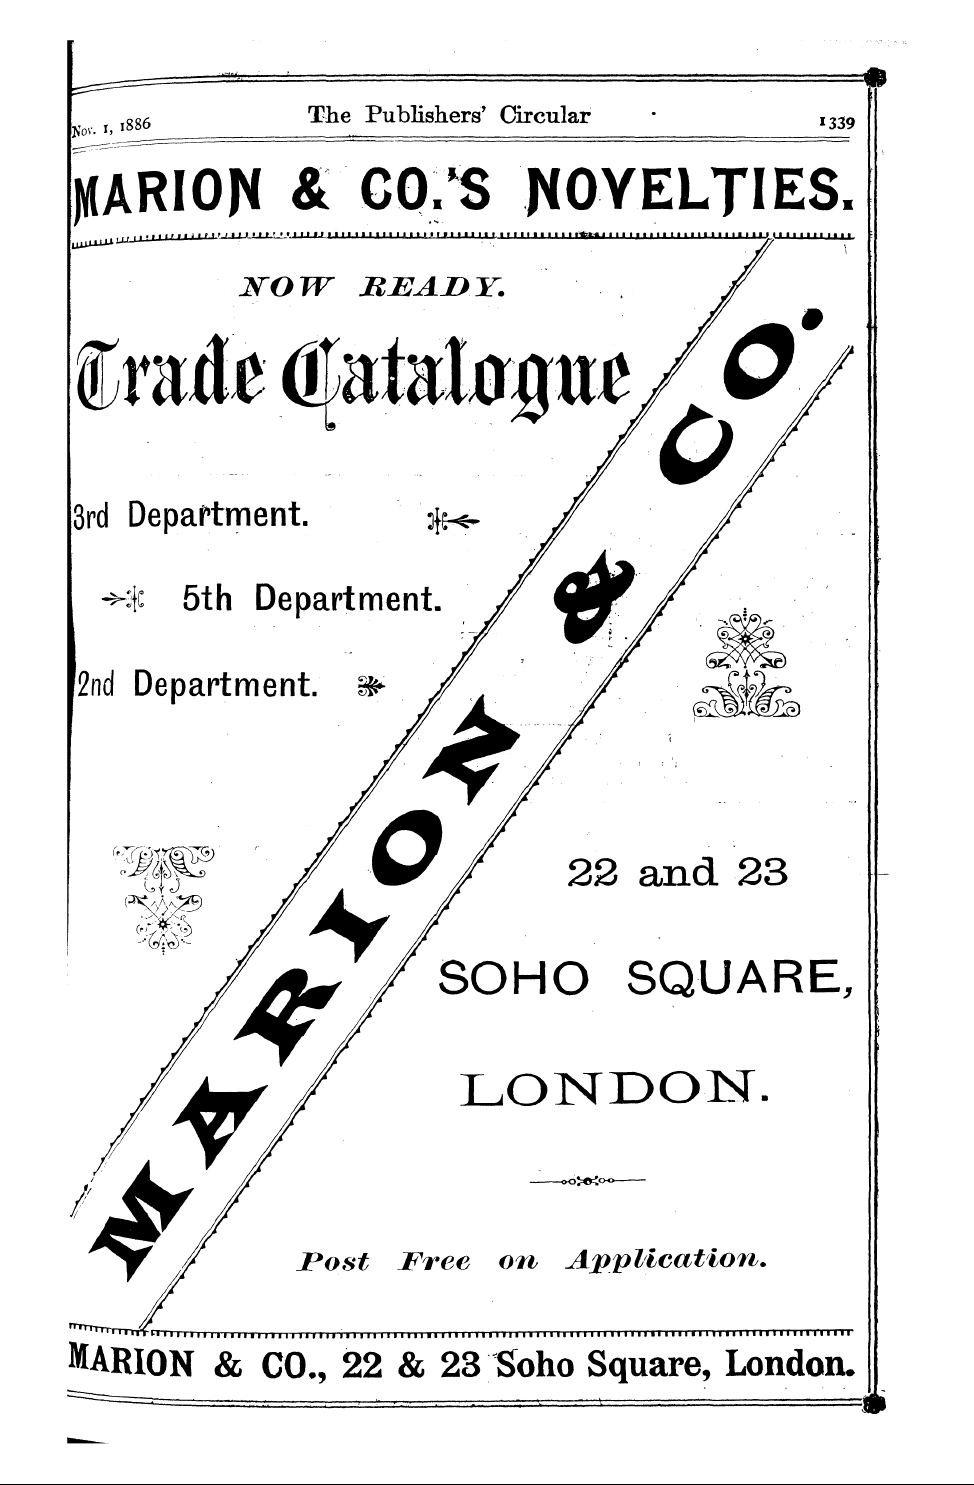 Nov. 1, 1886 The Publishers' Circular 1339
MARION & CO.'S NOVELTIES.
NOW READY.
Trade Catalogue
3rd Department.
5th Department.
2nd Department.
MARION & CO.
22 and 23
SOHO SQUARE,
LONDON.
Post Free on Application.
MARION & CO., 22 & 23 Soho Square, London.